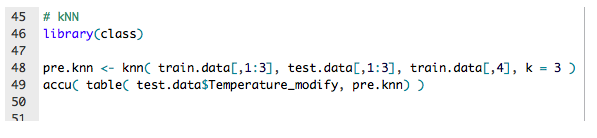 45 # kNN
46 library(class)
47
48 pre.knn <- knn( train.data[,1:3], test.data[,1:3], train.data[,4], k = 3 )
49 accu( table( test.data$Temperature_modify, pre.knn) )
50
51